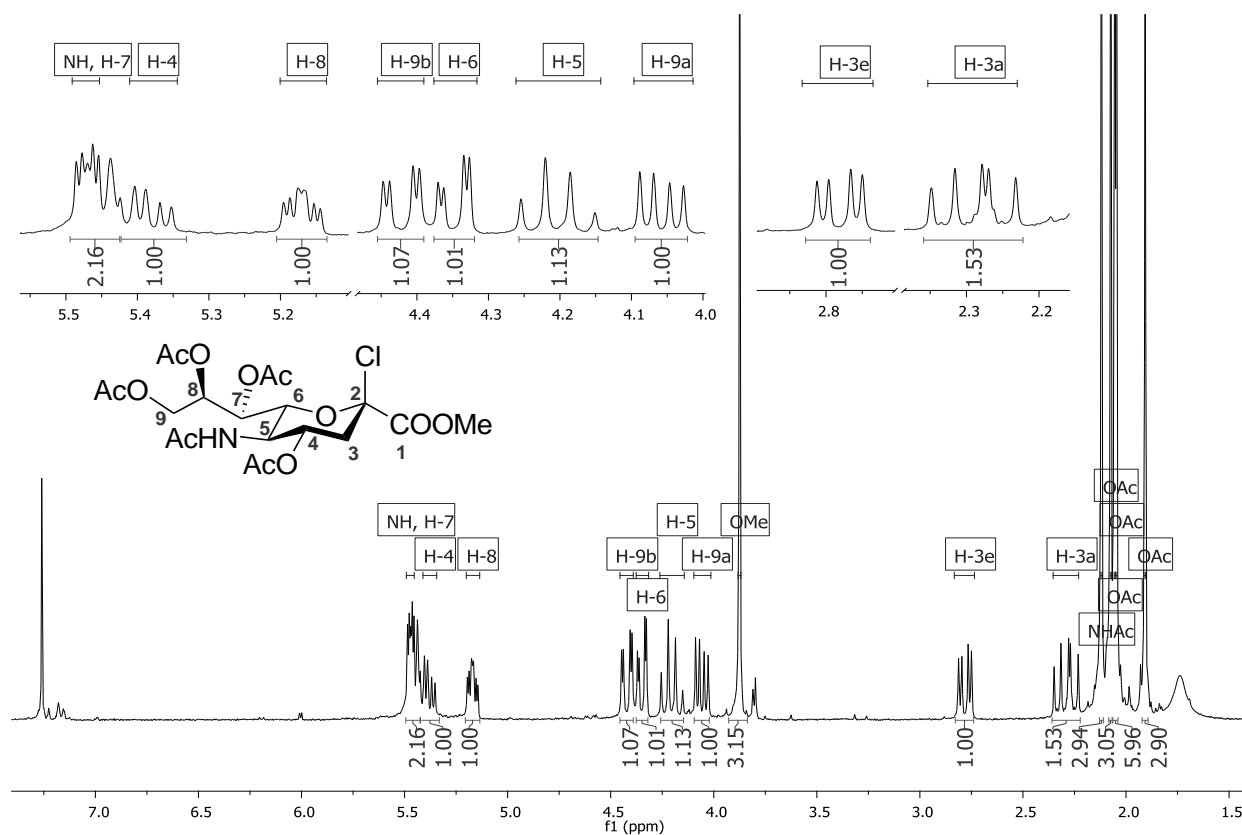 NH, H-7 H-4 H-8 H-9b H-6 H-5 H-9a H-3e H-3a
2.16 1.00 1.00 1.07 1.01 1.13 1.00 1.00 1.53
5.5 5.4 5.3 5.2 4.4 4.3 4.2 4.1 4.0 2.8 2.3 2.2
AcO Cl
AcO 8 OAc 6 2
7 O COOMe
9 5 1
AcHN 4 3
AcO
OAc
NH, H-7 H-5 OMe OAc
H-4 H-8 H-9b H-9a H-3e H-3a OAc
H-6 OAc
NHAc
2.16 1.00 1.00 1.07 1.01 1.13 1.00 3.15 1.00 1.53 2.94 3.05 5.96 2.90
7.0 6.5 6.0 5.5 5.0 4.5 4.0 3.5 3.0 2.5 2.0 1.5
f1 (ppm)